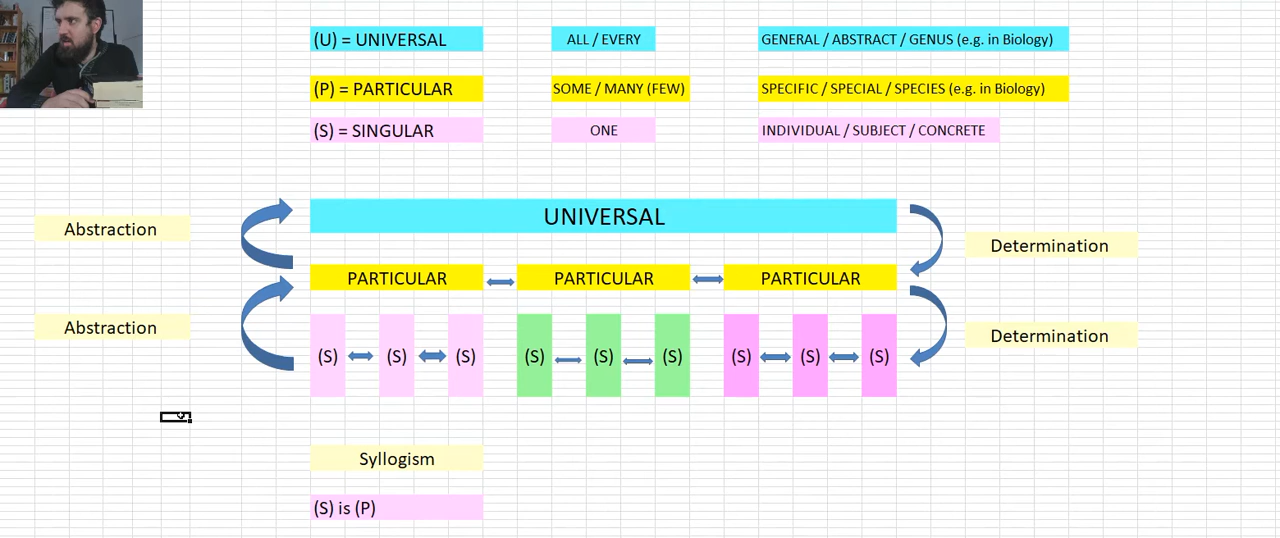 (U) = UNIVERSAL ALL / EVERY GENERAL / ABSTRACT / GENUS (e.g. in Biology)
(P) = PARTICULAR SOME / MANY (FEW) SPECIFIC / SPECIAL / SPECIES (e.g. in Biology)
(S) = SINGULAR ONE INDIVIDUAL / SUBJECT / CONCRETE
UNIVERSAL
Abstraction
Determination
PARTICULAR PARTICULAR PARTICULAR
Abstraction
Determination
(S) (S) (S) (S) (S) (S) (S) (S) (S)
Syllogism
(S) is (P)